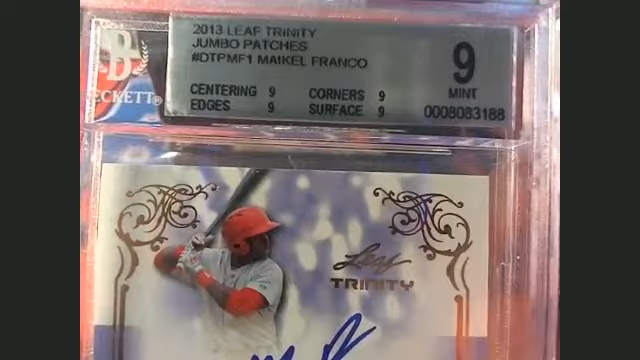 2013 LEAF TRINITY
JUMBO PATCHES
#DTPMF1 MAIKEL FRANCO
CENTERING 9 CORNERS 9
EDGES 9 SURFACE 9
9
MINT
0008083188
B
BECKETT®
Leaf
TRINITY